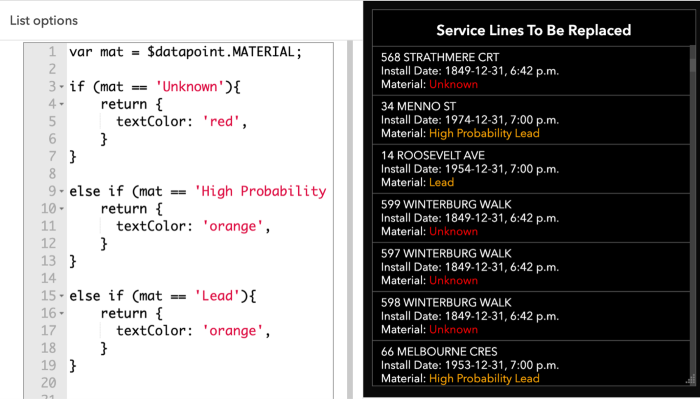 List options
1 var mat = $datapoint.MATERIAL;
2
3 if (mat == 'Unknown'){
4 return {
5 textColor: 'red',
6 }
7 }
8
9 else if (mat == 'High Probability
10 return {
11 textColor: 'orange',
12 }
13 }
14
15 else if (mat == 'Lead'){
16 return {
17 textColor: 'orange',
18 }
19 }
20
21
Service Lines To Be Replaced
568 STRATHMERE CRT
Install Date: 1849-12-31, 6:42 p.m.
Material: Unknown
34 MENNO ST
Install Date: 1974-12-31, 7:00 p.m.
Material: High Probability Lead
14 ROOSEVELT AVE
Install Date: 1954-12-31, 7:00 p.m.
Material: Lead
599 WINTERBURG WALK
Install Date: 1849-12-31, 6:42 p.m.
Material: Unknown
597 WINTERBURG WALK
Install Date: 1849-12-31, 6:42 p.m.
Material: Unknown
598 WINTERBURG WALK
Install Date: 1849-12-31, 6:42 p.m.
Material: Unknown
66 MELBOURNE CRES
Install Date: 1953-12-31, 7:00 p.m.
Material: High Probability Lead